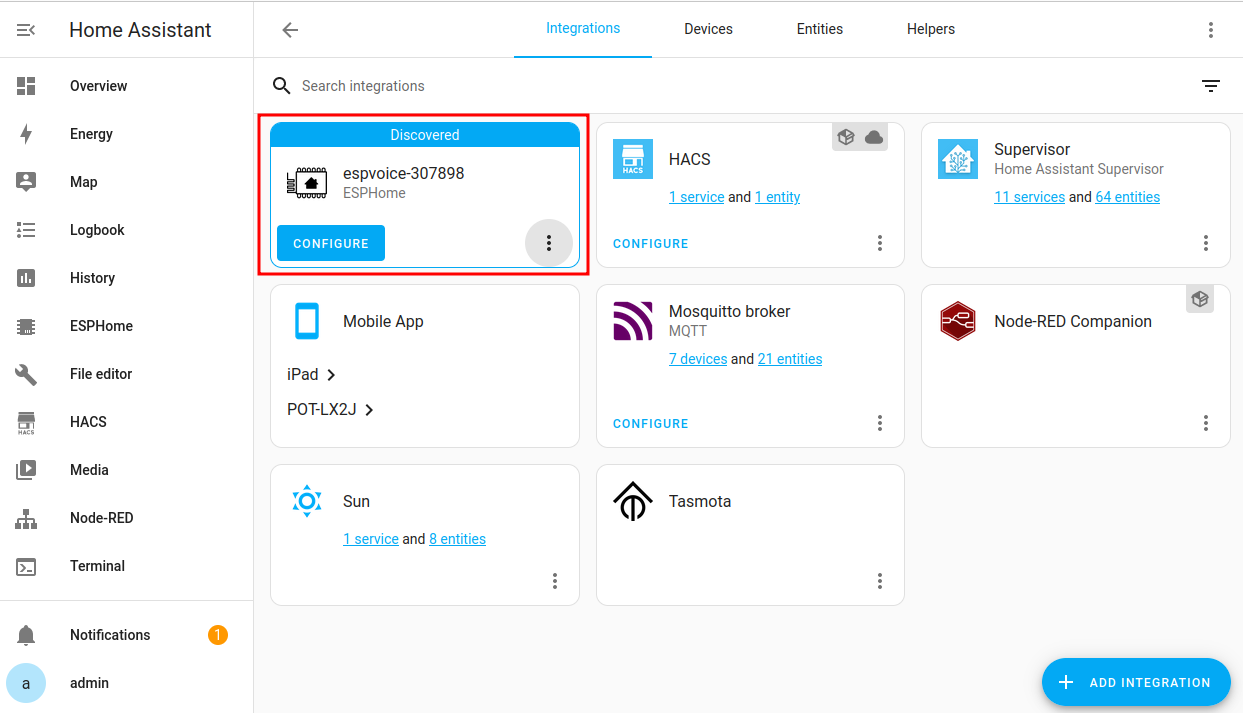 Home Assistant
Overview
Energy
Map
Logbook
History
ESPHome
File editor
HACS
HACS
Media
Node-RED
Terminal
Notifications 1
a admin
Integrations Devices Entities Helpers
Search integrations
Discovered
espvoice-307898
ESPHome
CONFIGURE
HACS
HACS
1 service and 1 entity
CONFIGURE
Supervisor
Home Assistant Supervisor
11 services and 64 entities
Mobile App
iPad
POT-LX2J
Mosquitto broker
MQTT
7 devices and 21 entities
CONFIGURE
Node-RED Companion
Sun
1 service and 8 entities
Tasmota
ADD INTEGRATION